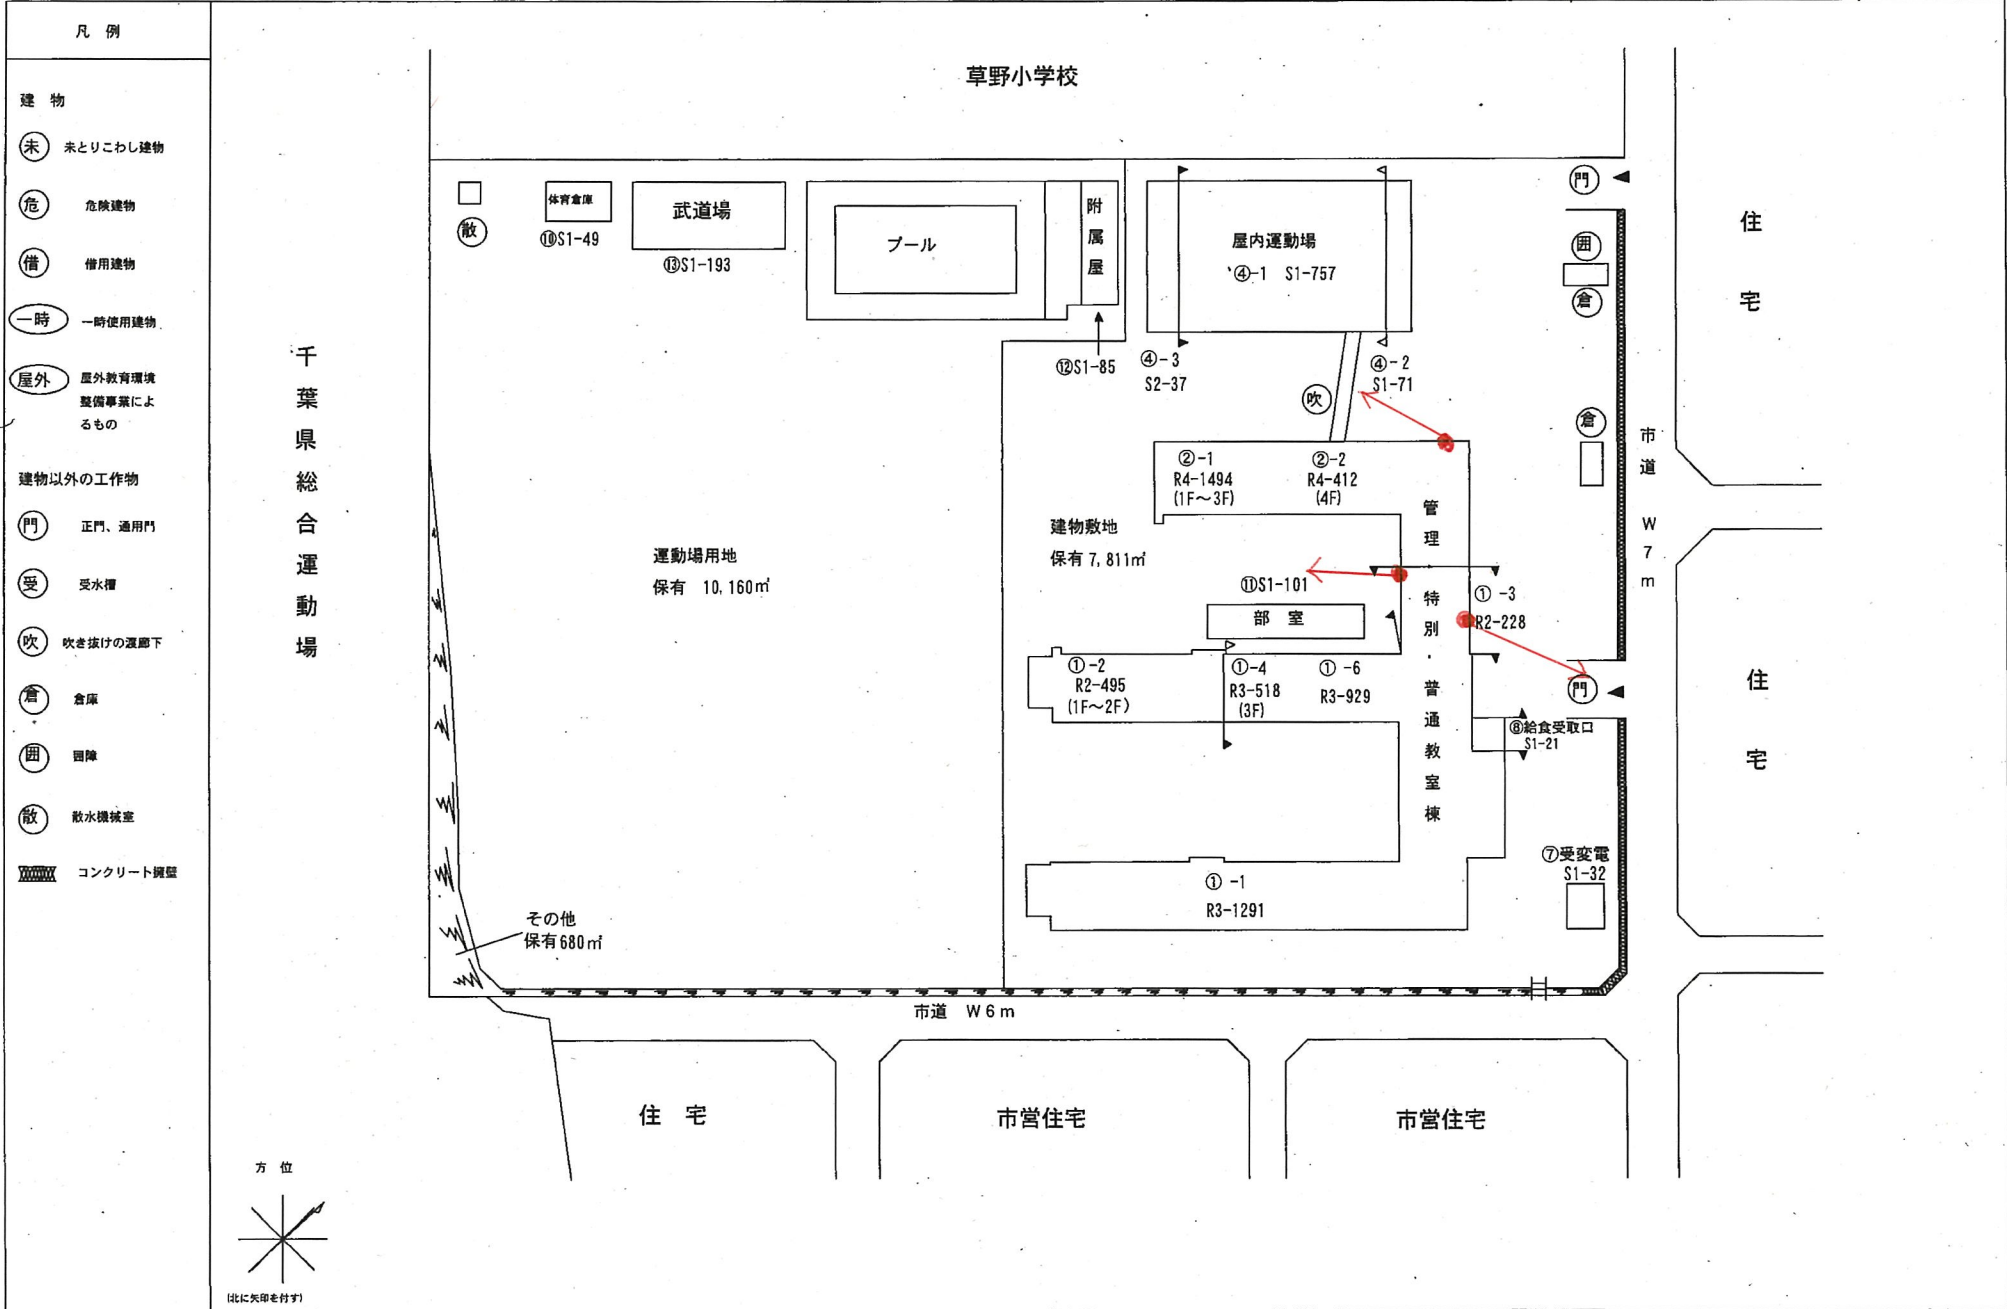 凡 例
建 物
未 未とりこわし建物
危 危険建物
借 借用建物
一時 一時使用建物
屋外 屋外教育環境
整備事業によ
るもの
建物以外の工作物
門 正門、通用門
受 受水槽
吹 吹き抜けの渡廊下
倉 倉庫
囲 囲障
散 散水機械室
コンクリート擁壁
方 位
(北に矢印を付す)
千葉県総合運動場
草野小学校
散
体育倉庫
⑩S1-49
武道場
⑬S1-193
プール
附属屋
⑫S1-85
屋内運動場
④-1 S1-757
④-3
S2-37
④-2
S1-71
吹
門
囲
倉
倉
住宅
市道 W7m
運動場用地
保有 10,160㎡
建物敷地
保有 7,811㎡
②-1
R4-1494
(1F～3F)
②-2
R4-412
(4F)
管理・特別・普通教室棟
⑪S1-101
部 室
①-3
R2-228
①-2
R2-495
(1F～2F)
①-4
R3-518
(3F)
①-6
R3-929
門
⑧給食受取口
S1-21
住宅
①-1
R3-1291
⑦受変電
S1-32
その他
保有680㎡
市道 W6m
住 宅
市営住宅
市営住宅